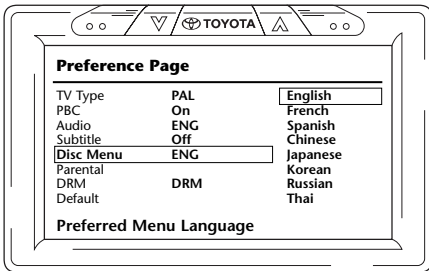 TOYOTA
Preference Page
TV Type PAL English
PBC On French
Audio ENG Spanish
Subtitle Off Chinese
Disc Menu ENG Japanese
Parental Korean
DRM DRM Russian
Default Thai
Preferred Menu Language